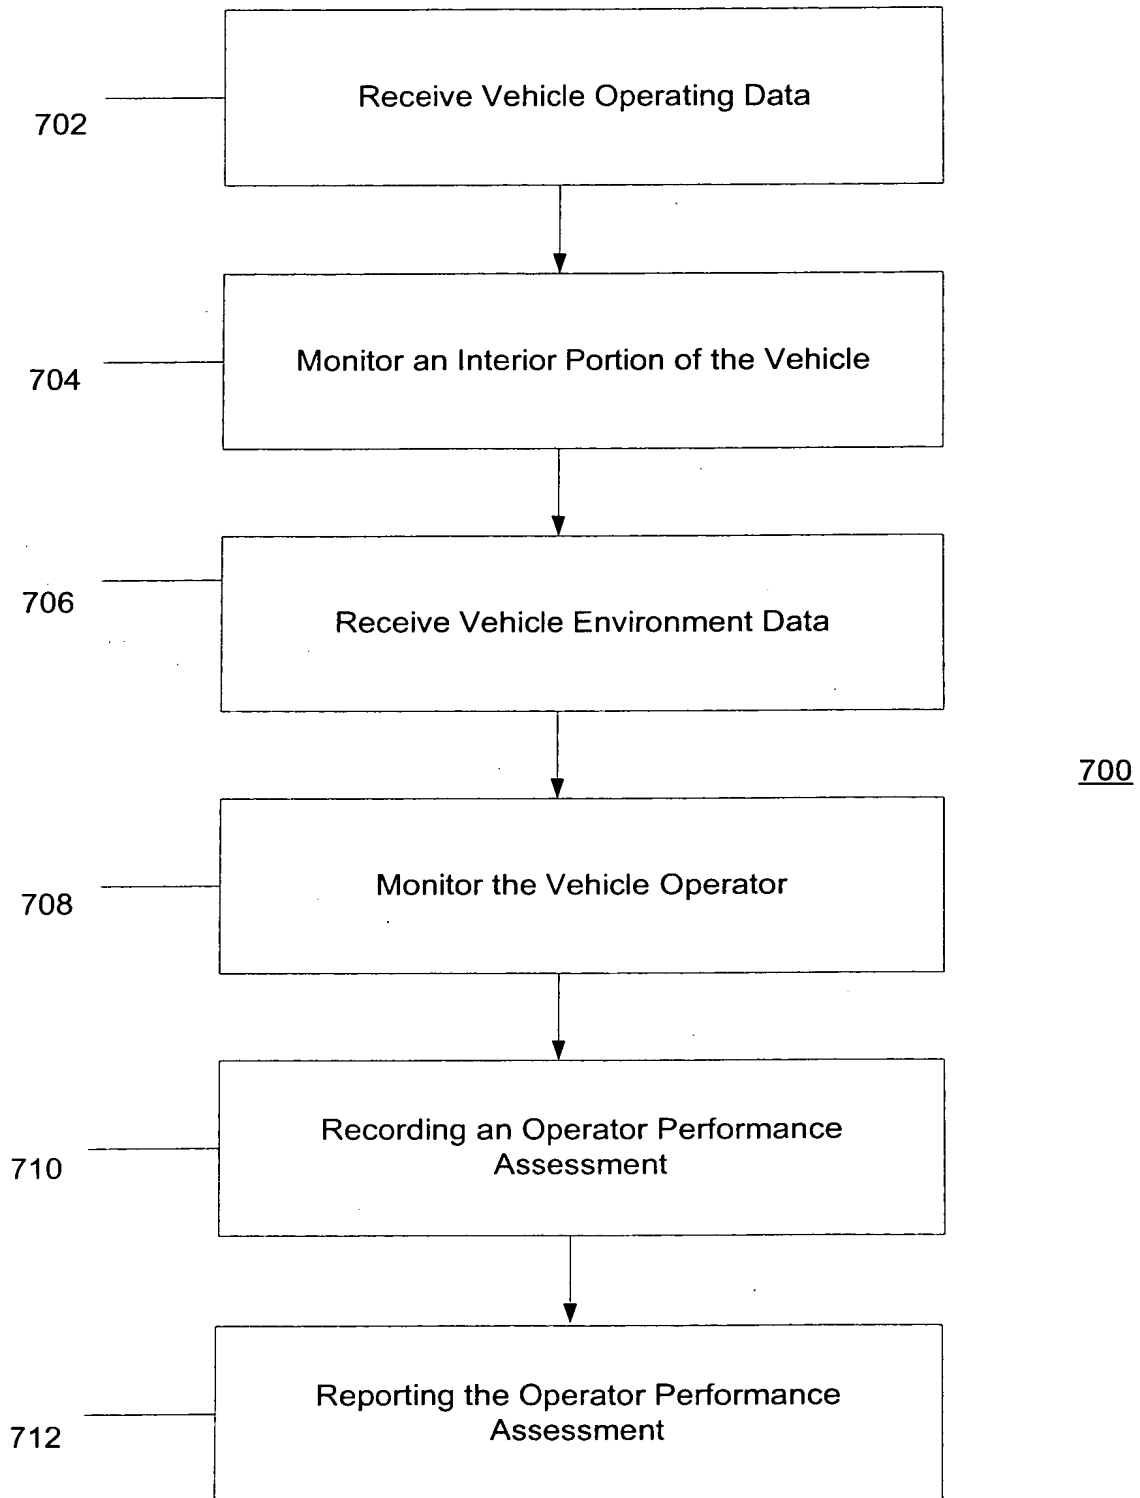 Receive Vehicle Operating Data
702
Monitor an Interior Portion of the Vehicle
704
Receive Vehicle Environment Data
706
700
Monitor the Vehicle Operator
708
Recording an Operator Performance
Assessment
710
Reporting the Operator Performance
Assessment
712